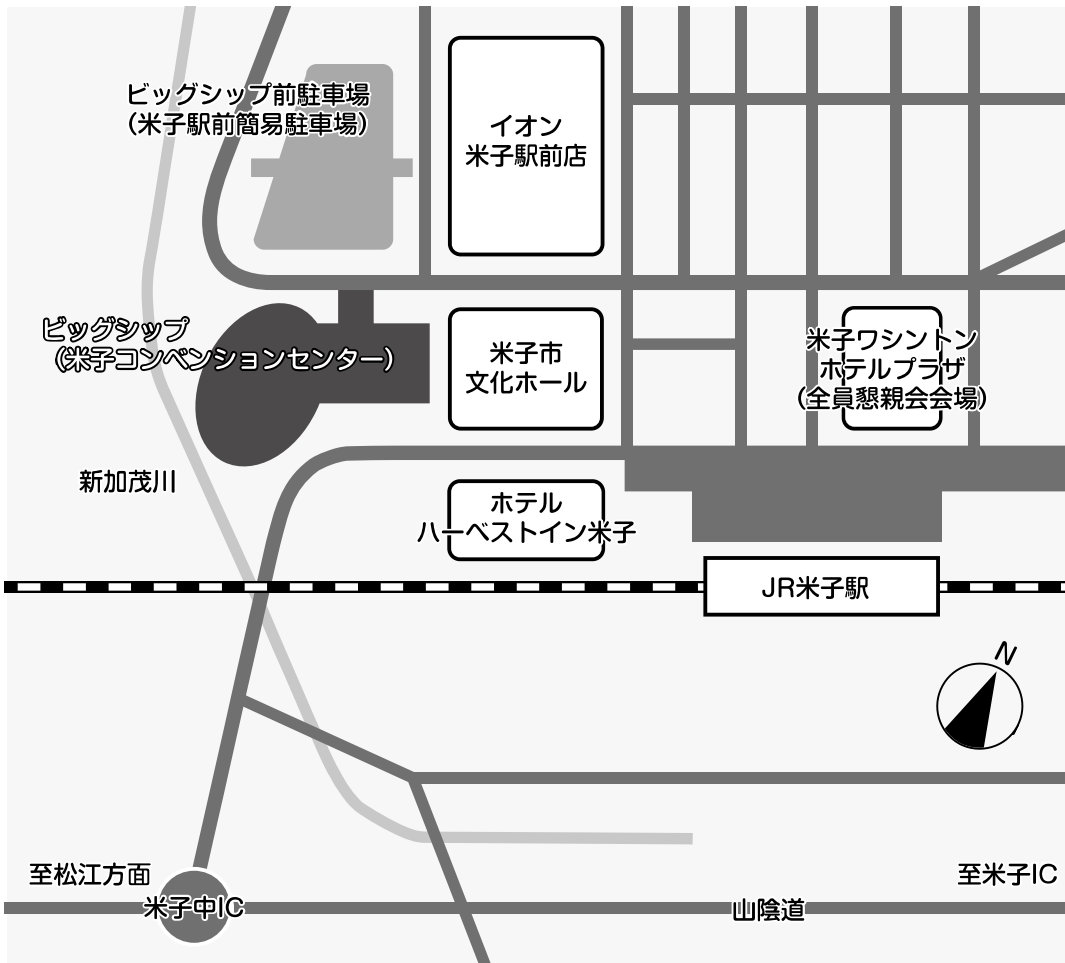 ビッグシップ前駐車場
（米子駅前簡易駐車場）
イオン
米子駅前店
ビッグシップ
（米子コンベンションセンター）
米子市
文化ホール
米子ワシントン
ホテルプラザ
（全員懇親会会場）
新加茂川
ホテル
ハーベストイン米子
JR米子駅
N
至松江方面
至米子IC
米子中IC
山陰道